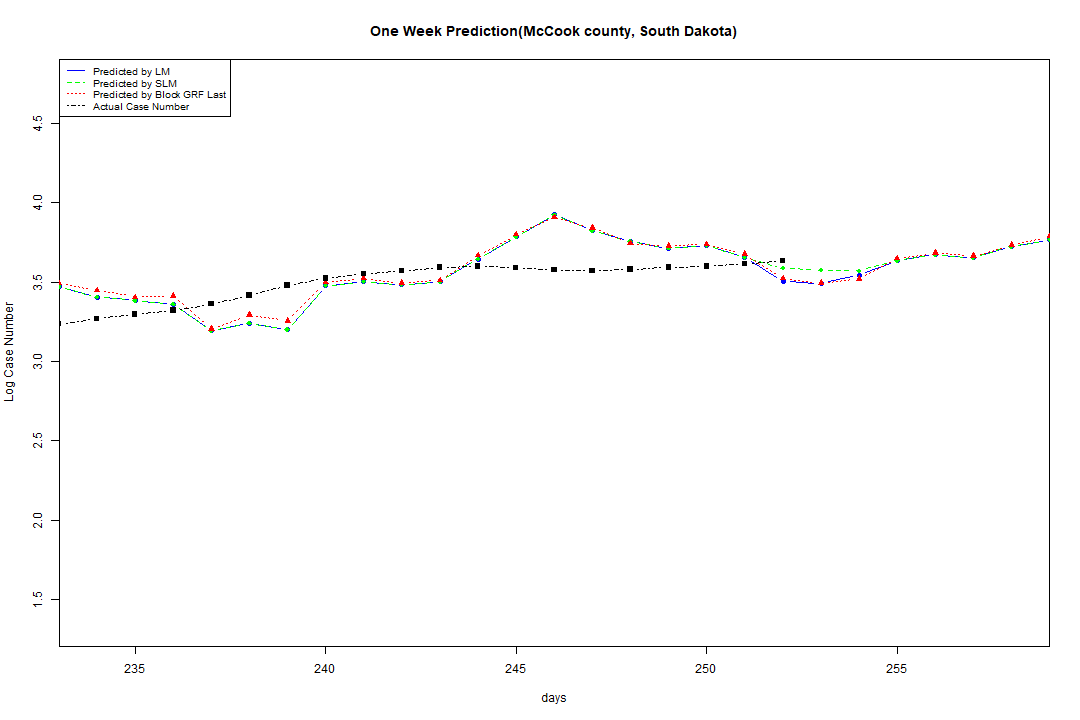 One Week Prediction(McCook county, South Dakota)
Predicted by LM
Predicted by SLM
Predicted by Block GRF Last
Actual Case Number
4.5
4.0
3.5
3.0
2.5
2.0
1.5
Log Case Number
235
240
245
250
255
days